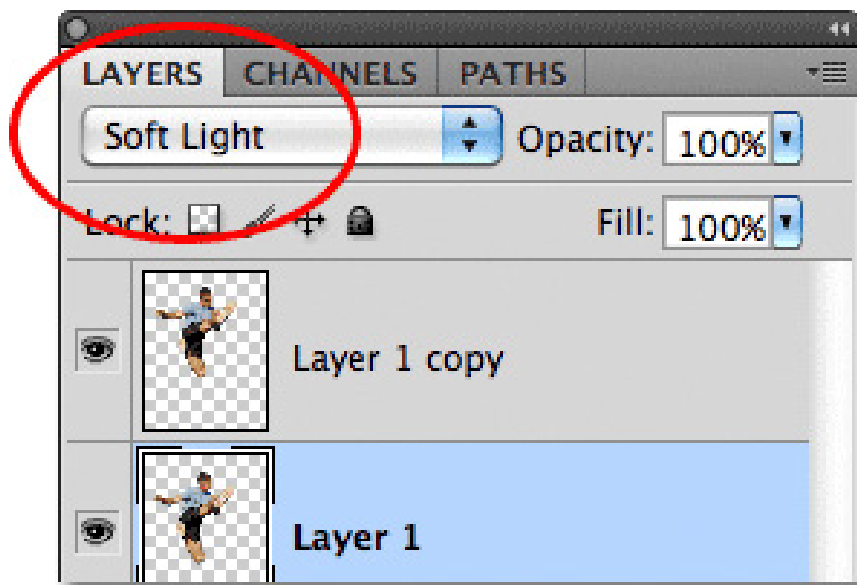 LAYERS CHANNELS PATHS
Soft Light Opacity: 100%
Lock: Fill: 100%
Layer 1 copy
Layer 1